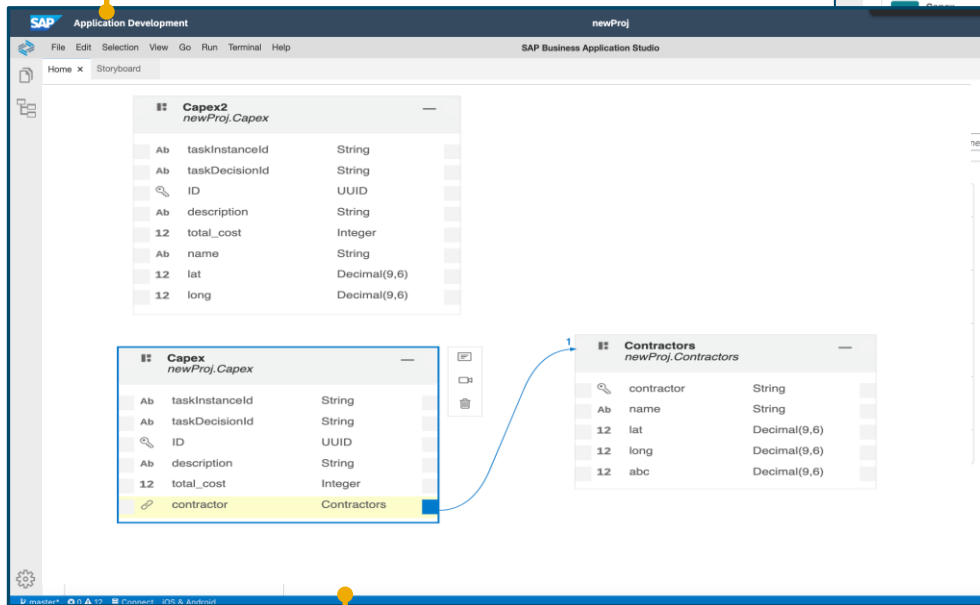 Capex
SAP Application Development newProj
File Edit Selection View Go Run Terminal Help SAP Business Application Studio
Home × Storyboard
Capex2
newProj.Capex
Ab taskInstanceId String
Ab taskDecisionId String
ID UUID
Ab description String
12 total_cost Integer
Ab name String
12 lat Decimal(9,6)
12 long Decimal(9,6)
ne
Capex
newProj.Capex
Ab taskInstanceId String
Ab taskDecisionId String
ID UUID
Ab description String
12 total_cost Integer
contractor Contractors
1
Contractors
newProj.Contractors
contractor String
Ab name String
12 lat Decimal(9,6)
12 long Decimal(9,6)
12 abc Decimal(9,6)
master* 0 12 Connect iOS & Android